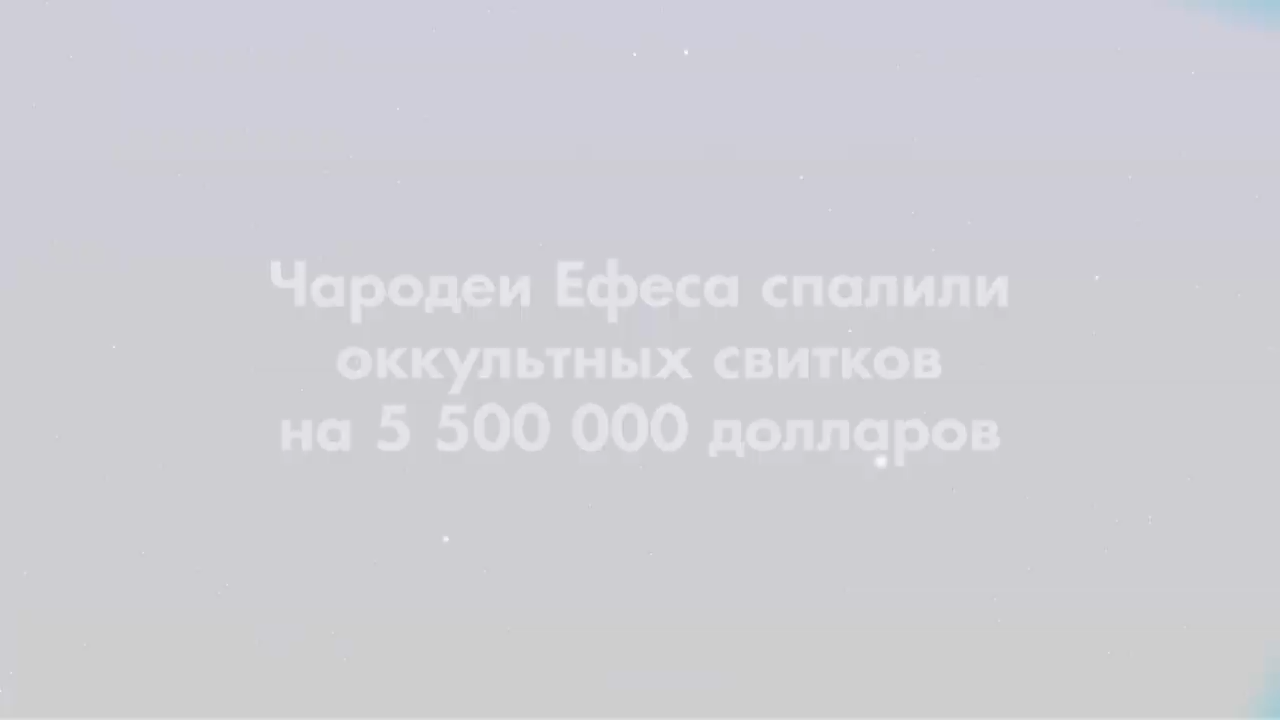 Чародеи Ефеса спалили
оккультных свитков
на 5 500 000 долларов